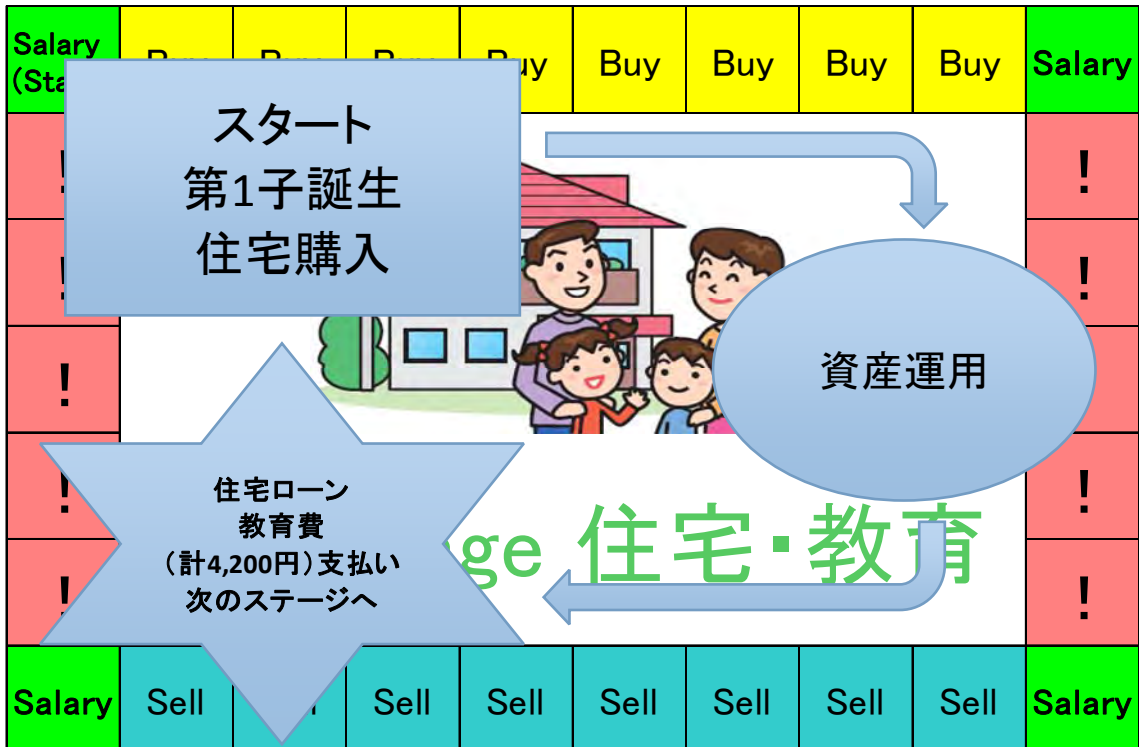 Salary
Buy
Buy
Buy
Buy
Salary
スタート
第1子誕生
住宅購入
!
!
!
資産運用
!
住宅ローン
教育費
(計4,200円)支払い
次のステージへ
住宅・教育
!
!
Salary
Sell
Sell
Sell
Sell
Sell
Sell
Sell
Salary